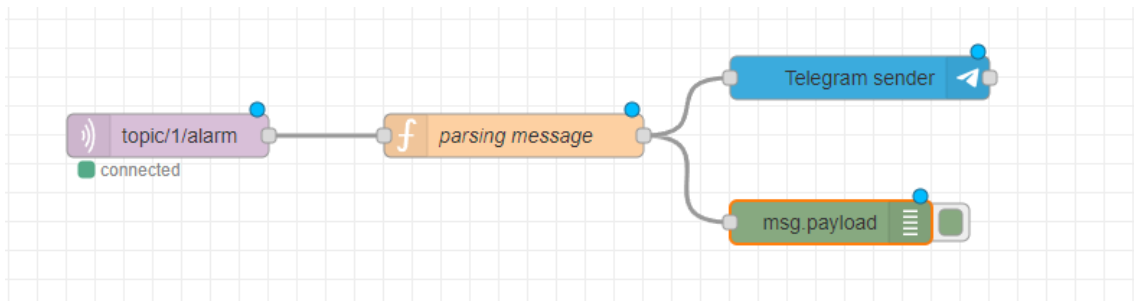 Telegram sender
topic/1/alarm
parsing message
connected
msg.payload